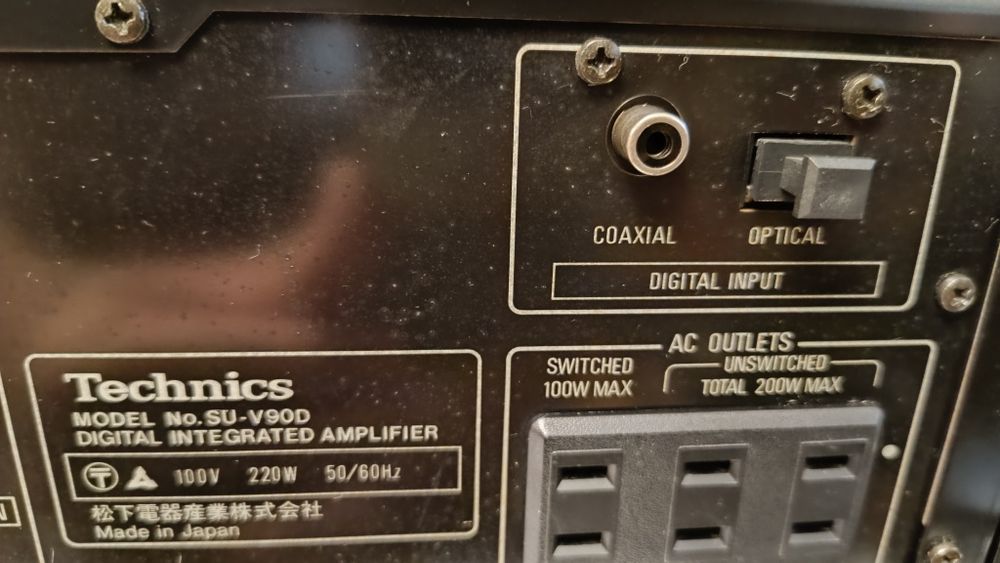 COAXIAL
OPTICAL
DIGITAL INPUT
AC OUTLETS
SWITCHED
100W MAX
UNSWITCHED
TOTAL 200W MAX
Technics
MODEL No. SU-V90D
DIGITAL INTEGRATED AMPLIFIER
100V 220W 50/60Hz
松下電器産業株式会社
Made in Japan
N